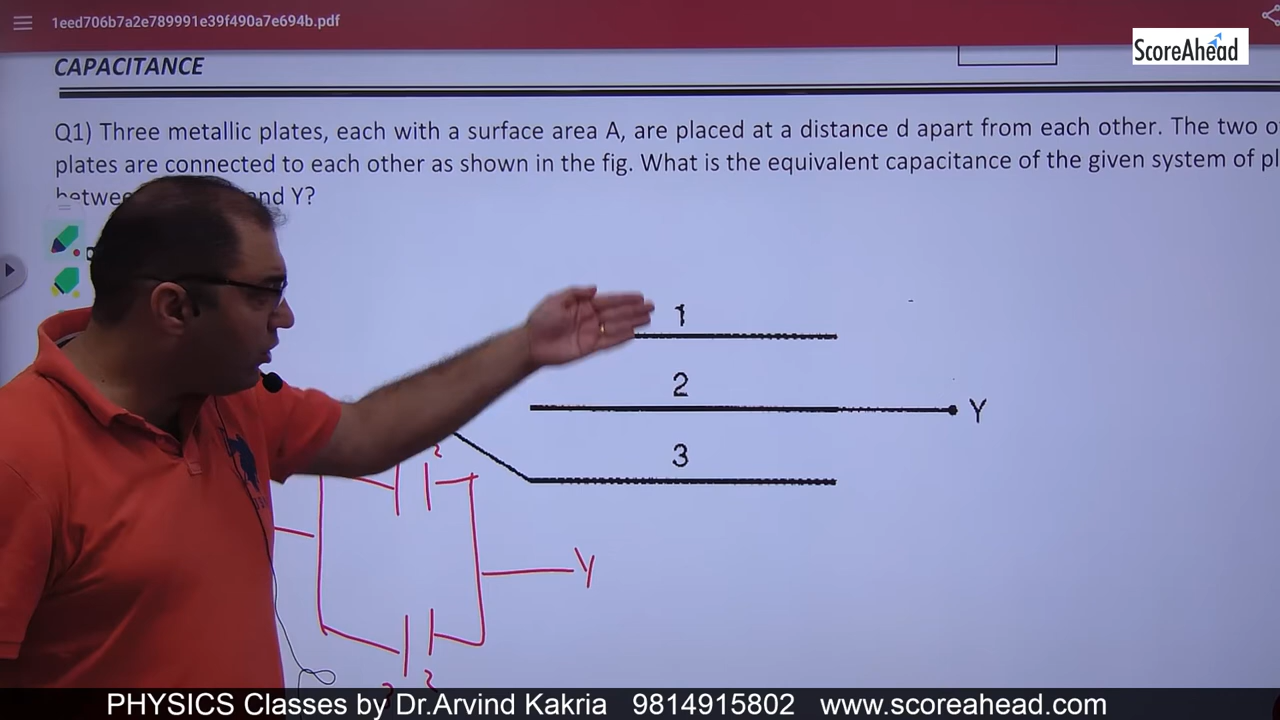 1eed706b7a2e789991e39f490a7e694b.pdf
ScoreAhead
CAPACITANCE
Q1) Three metallic plates, each with a surface area A, are placed at a distance d apart from each other. The two
plates are connected to each other as shown in the fig. What is the equivalent capacitance of the given system of
and Y?
1
2
Y
3
2
Y
2
PHYSICS Classes by Dr.Arvind Kakria 9814915802 www.scoreahead.com